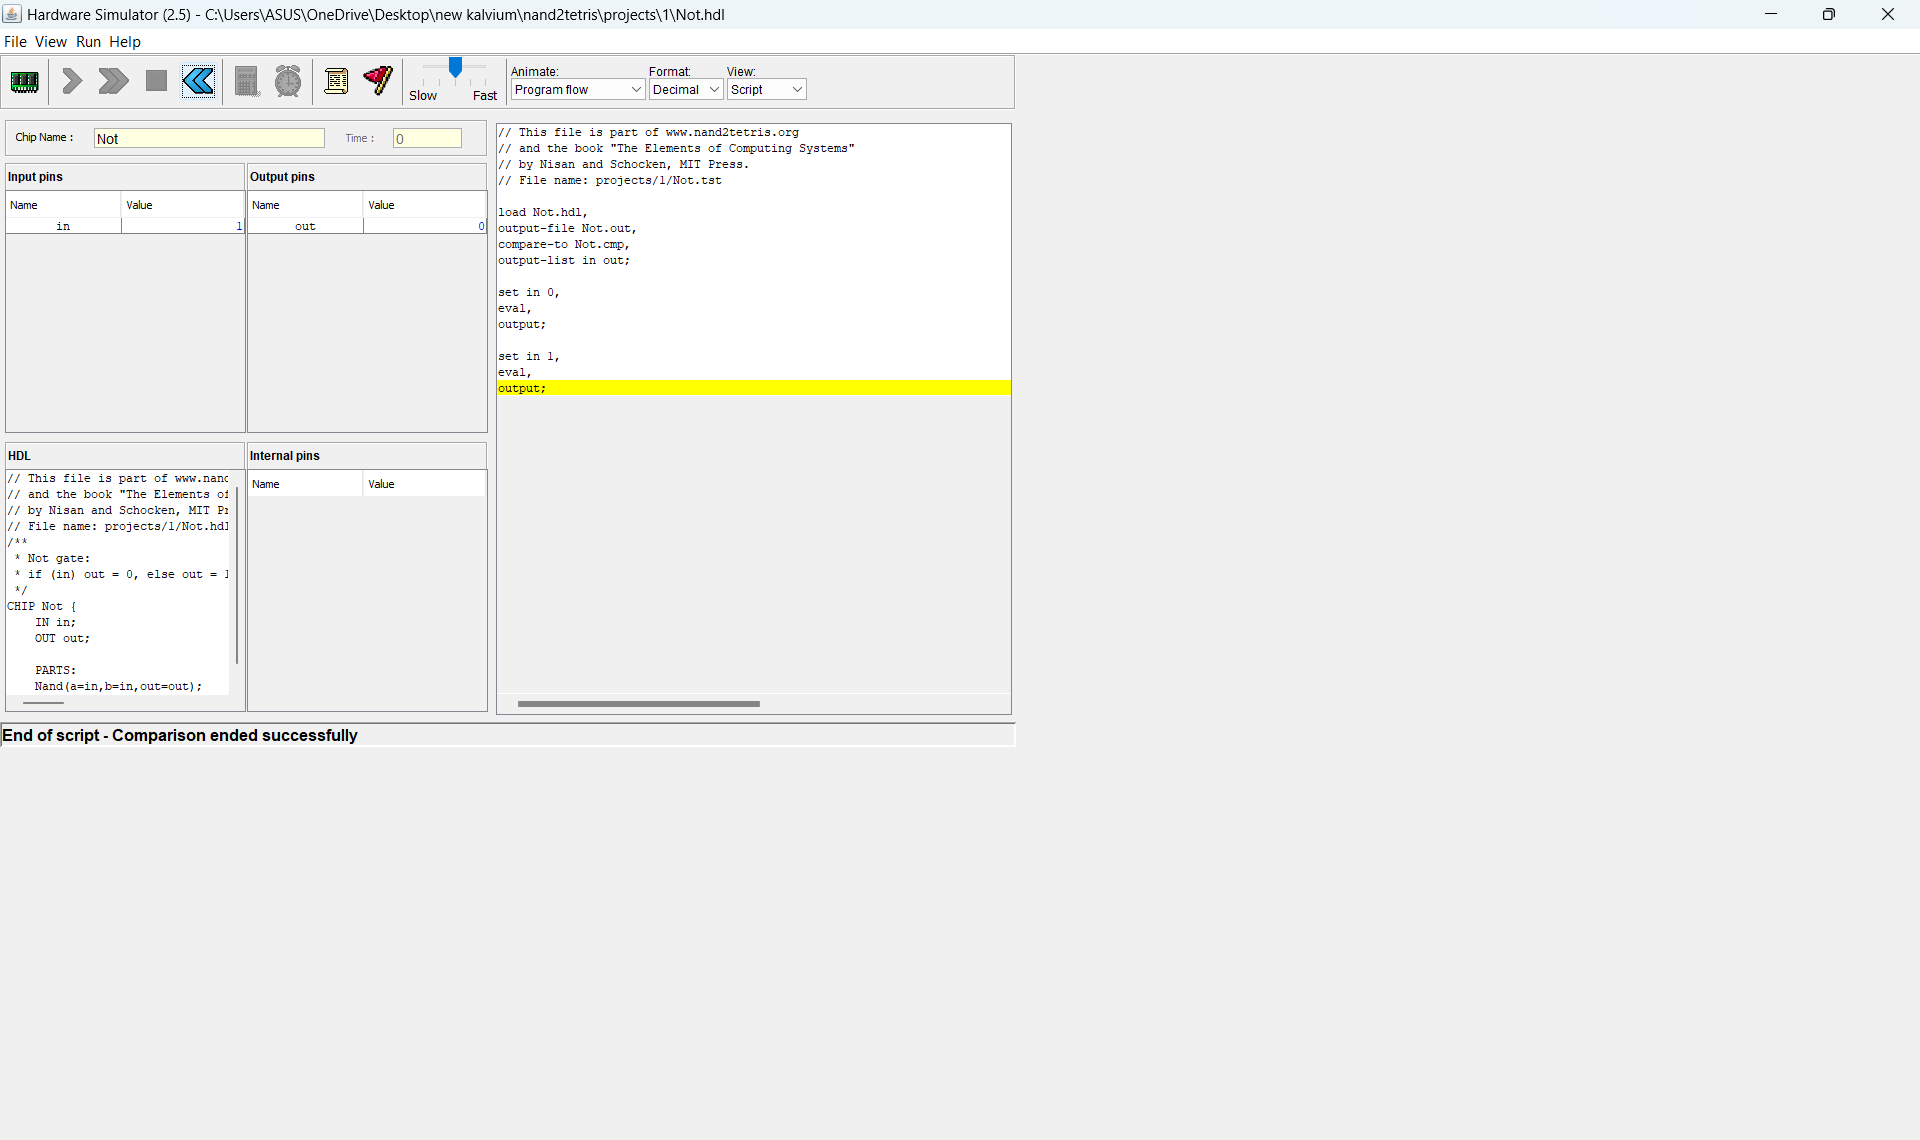 Hardware Simulator (2.5) - C:\Users\ASUS\OneDrive\Desktop\new kalvium\nand2tetris\projects\1\Not.hdl
File View Run Help
Slow Fast
Animate: Format: View:
Program flow Decimal Script
Chip Name : Not Time : 0
Input pins
Name Value
in 1
Output pins
Name Value
out 0
HDL
// This file is part of www.nand
// and the book "The Elements of
// by Nisan and Schocken, MIT Pr
// File name: projects/1/Not.hdl
/**
* Not gate:
* if (in) out = 0, else out = 1
*/
CHIP Not {
IN in;
OUT out;
PARTS:
Nand(a=in,b=in,out=out);
Internal pins
Name Value
// This file is part of www.nand2tetris.org
// and the book "The Elements of Computing Systems"
// by Nisan and Schocken, MIT Press.
// File name: projects/1/Not.tst
load Not.hdl,
output-file Not.out,
compare-to Not.cmp,
output-list in out;
set in 0,
eval,
output;
set in 1,
eval,
output;
End of script - Comparison ended successfully